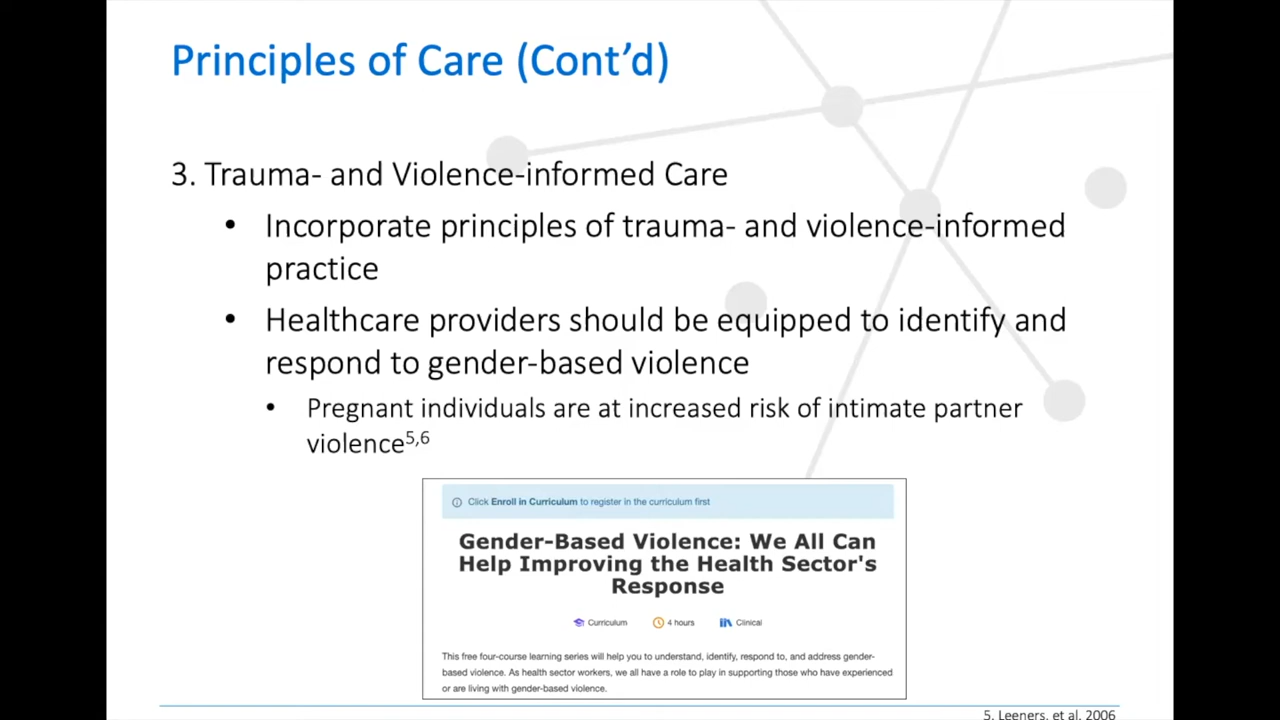 Principles of Care (Cont’d)
3. Trauma- and Violence-informed Care
• Incorporate principles of trauma- and violence-informed
practice
• Healthcare providers should be equipped to identify and
respond to gender-based violence
• Pregnant individuals are at increased risk of intimate partner
violence5,6
Click Enroll in Curriculum to register in the curriculum first
Gender-Based Violence: We All Can
Help Improving the Health Sector's
Response
Curriculum 4 hours Clinical
This free four-course learning series will help you to understand, identify, respond to, and address gender-
based violence. As health sector workers, we all have a role to play in supporting those who have experienced
or are living with gender-based violence.
5. Leeners, et al. 2006